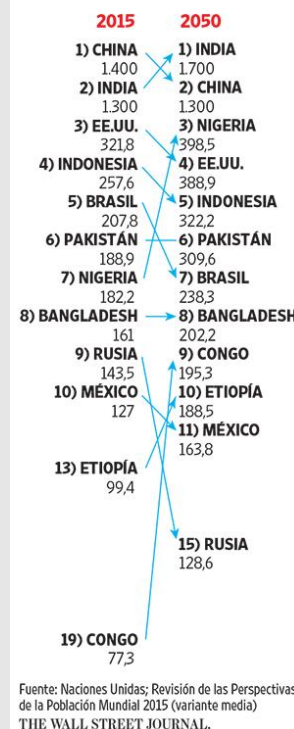 2015 2050
1) CHINA 1) INDIA
1.400 1.700
2) INDIA 2) CHINA
1.300 1.300
3) EE.UU. 3) NIGERIA
321,8 398,5
4) INDONESIA 4) EE.UU.
257,6 388,9
5) BRASIL 5) INDONESIA
207,8 322,2
6) PAKISTÁN 6) PAKISTÁN
188,9 309,6
7) NIGERIA 7) BRASIL
182,2 238,3
8) BANGLADESH 8) BANGLADESH
161 202,2
9) RUSIA 9) CONGO
143,5 195,3
10) MÉXICO 10) ETIOPÍA
127 188,5
11) MÉXICO
163,8
13) ETIOPÍA
99,4
15) RUSIA
128,6
19) CONGO
77,3
Fuente: Naciones Unidas; Revisión de las Perspectivas
de la Población Mundial 2015 (variante media)
THE WALL STREET JOURNAL.